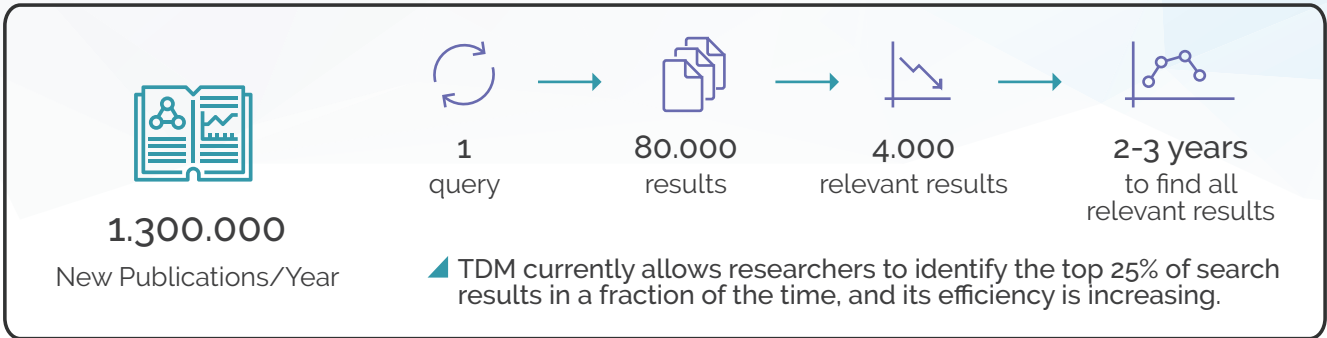 1.300.000
New Publications/Year
1
query
80.000
results
4.000
relevant results
2-3 years
to find all
relevant results
TDM currently allows researchers to identify the top 25% of search
results in a fraction of the time, and its efficiency is increasing.